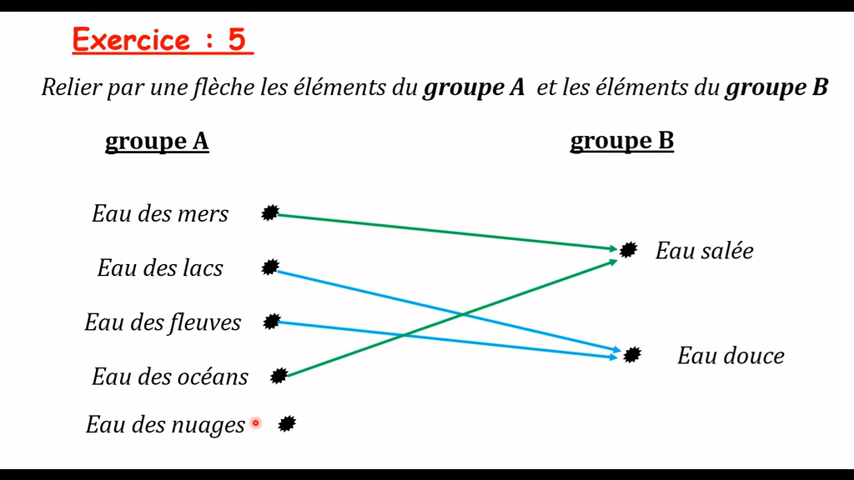 Exercice : 5
Relier par une flèche les éléments du groupe A et les éléments du groupe B
groupe A
groupe B
Eau des mers
Eau salée
Eau des lacs
Eau des fleuves
Eau douce
Eau des océans
Eau des nuages